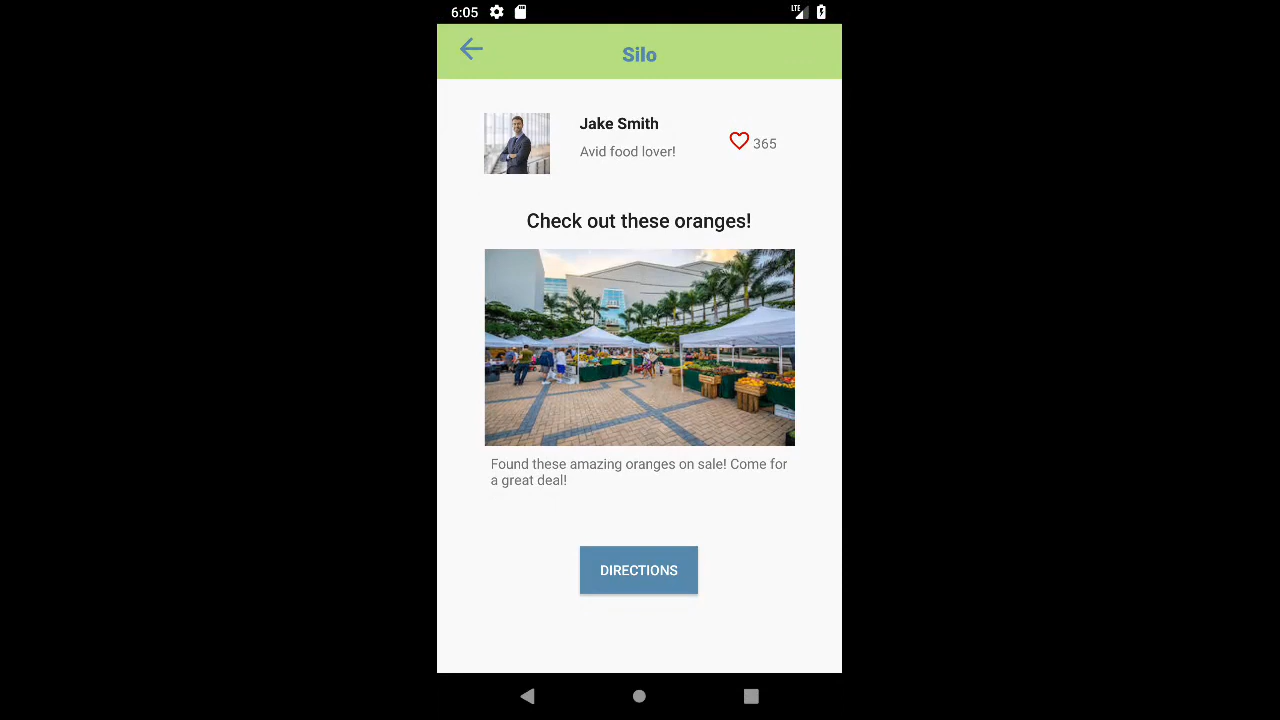 6:05
LTE
Silo
Jake Smith
Avid food lover!
365
Check out these oranges!
Found these amazing oranges on sale! Come for
a great deal!
DIRECTIONS